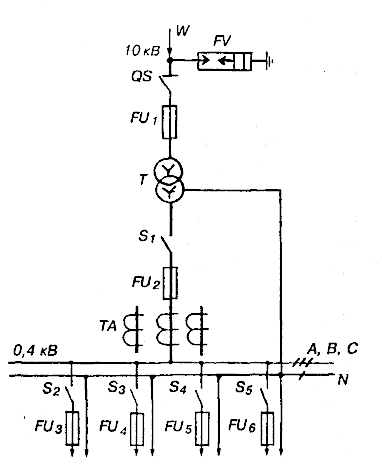 W
10 кВ
FV
QS
FU1
T
S1
FU2
TA
0,4 кВ
A, B, C
N
S2 S3 S4 S5
FU3 FU4 FU5 FU6